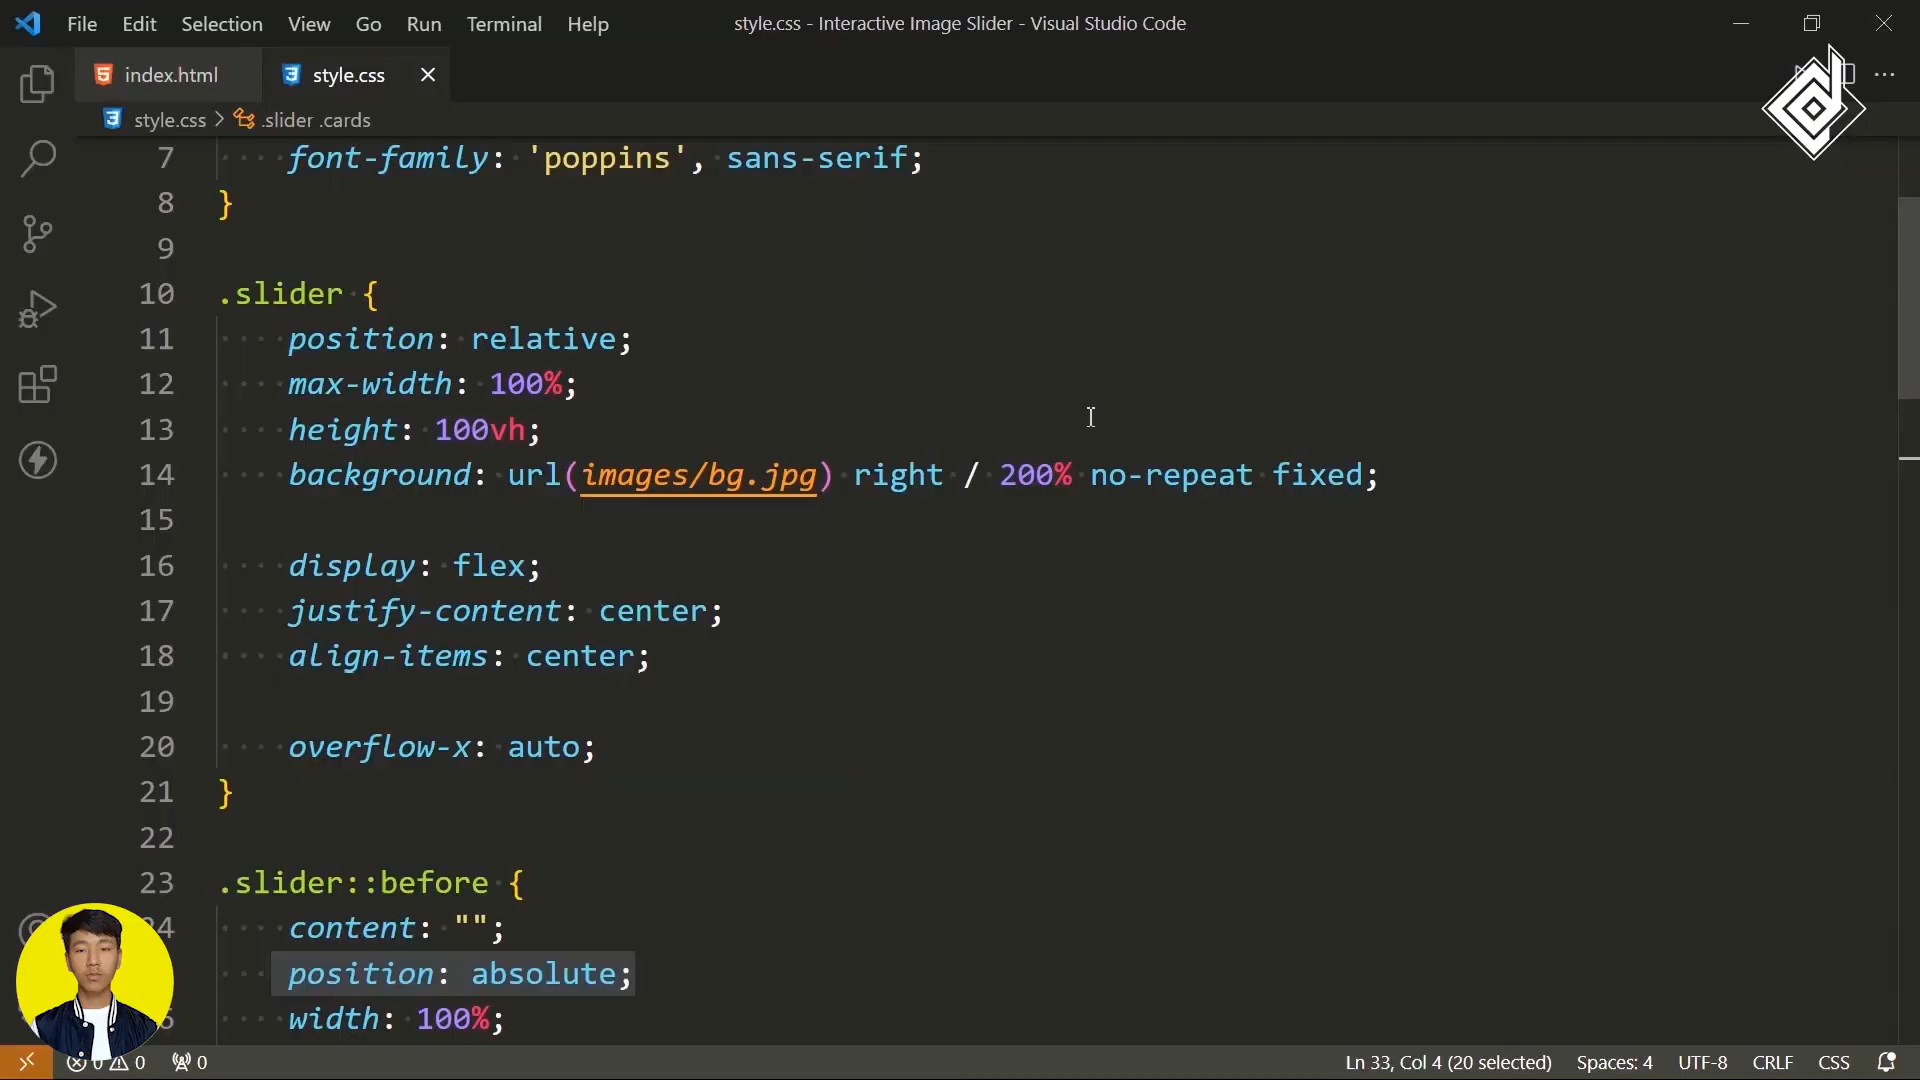 File Edit Selection View Go Run Terminal Help style.css - Interactive Image Slider - Visual Studio Code
index.html style.css
style.css > .slider .cards
7 font-family: 'poppins', sans-serif;
8 }
9
10 .slider {
11 position: relative;
12 max-width: 100%;
13 height: 100vh;
14 background: url(images/bg.jpg) right / 200% no-repeat fixed;
15
16 display: flex;
17 justify-content: center;
18 align-items: center;
19
20 overflow-x: auto;
21 }
22
23 .slider::before {
24 content: "";
position: absolute;
width: 100%;
0 0 0 Ln 33, Col 4 (20 selected) Spaces: 4 UTF-8 CRLF CSS